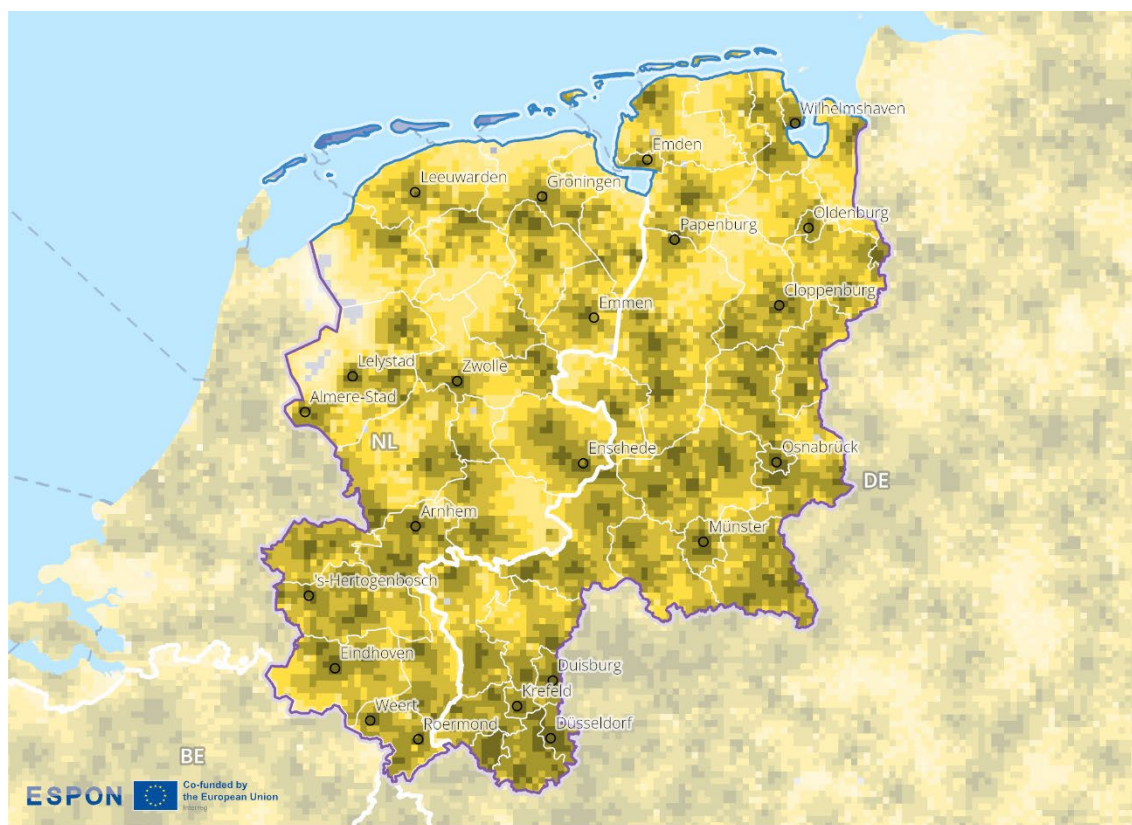 Wilhelmshaven
Emden
Leeuwarden
Gröningen
Oldenburg
Papenburg
Cloppenburg
Emmen
Lelystad
Zwolle
Almere-Stad
NL
Enschede
Osnabrück
DE
Arnhem
Münster
's-Hertogenbosch
Eindhoven
Duisburg
Krefeld
Weert
Roermond
Düsseldorf
BE
ESPON
Co-funded by
the European Union
Interreg